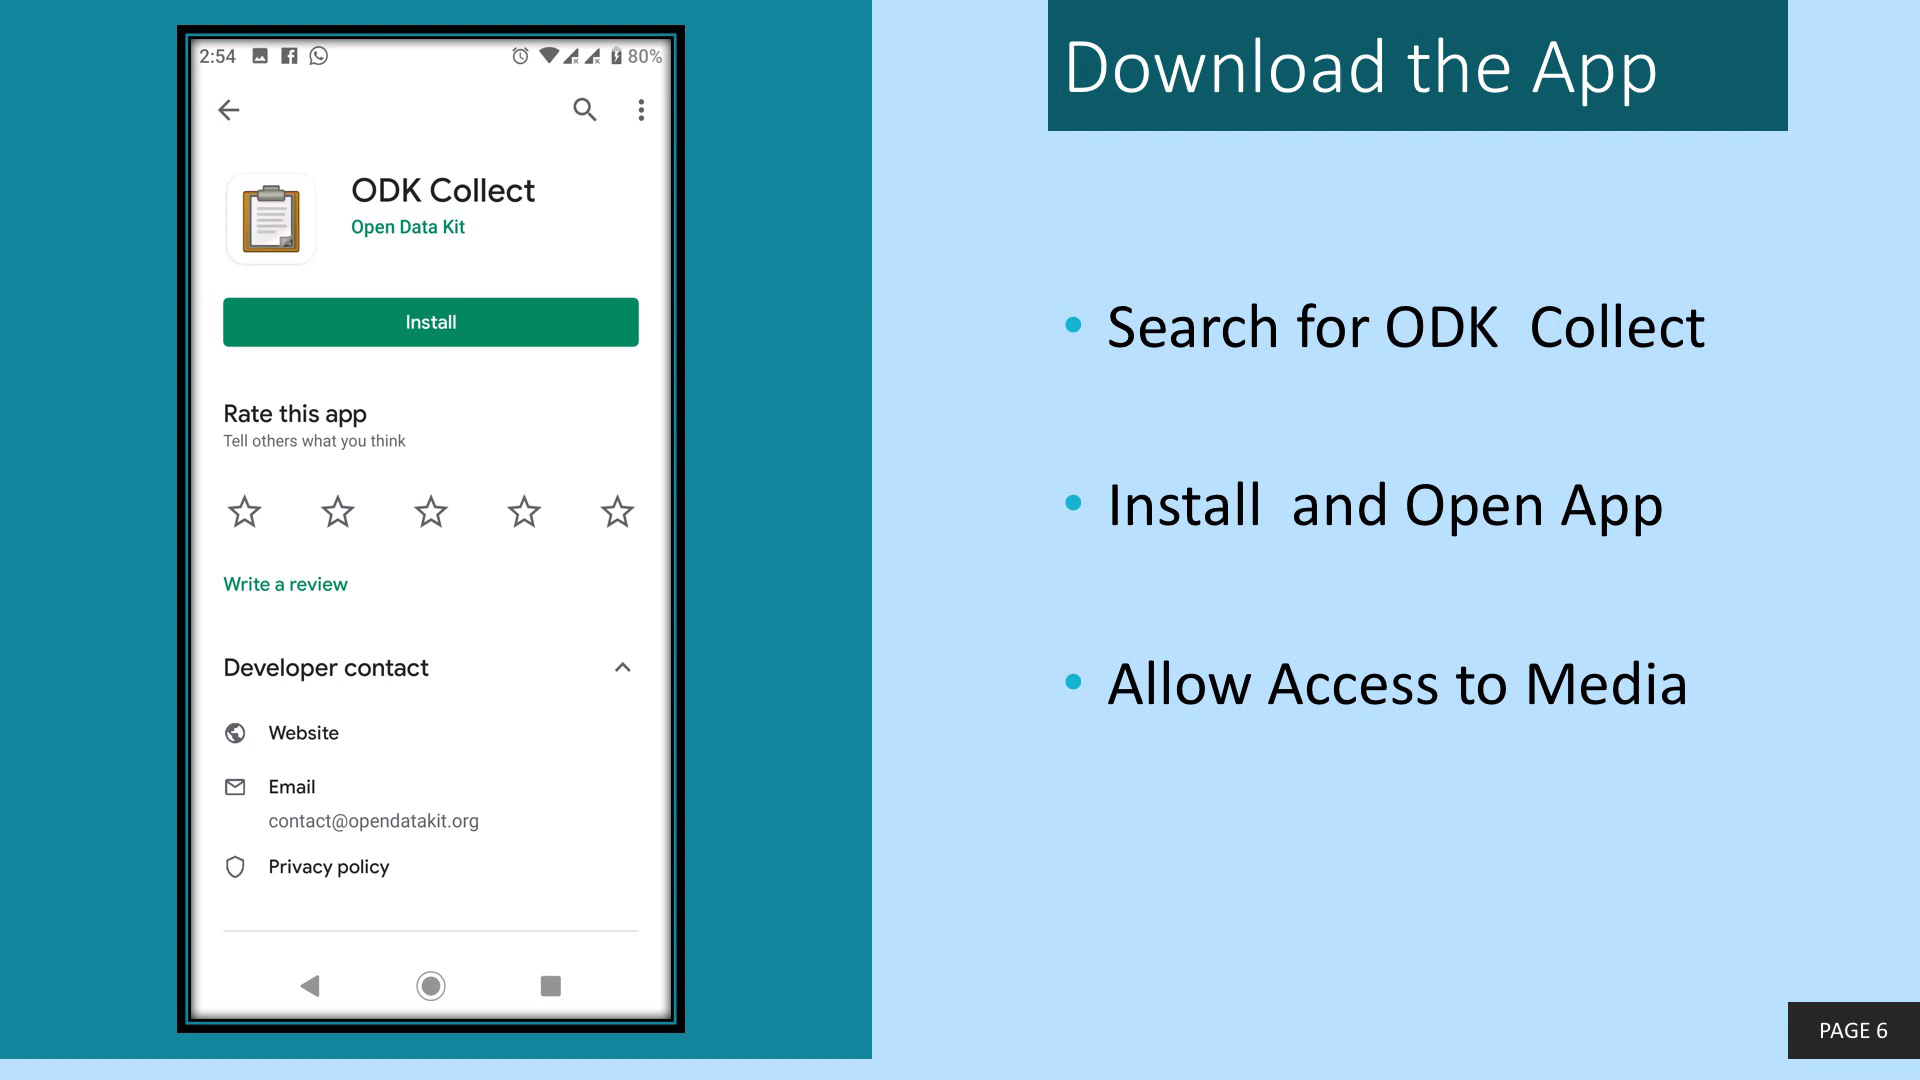 2:54 80%
ODK Collect
Open Data Kit
Install
Rate this app
Tell others what you think
Write a review
Developer contact
Website
Email
contact@opendatakit.org
Privacy policy
Download the App
• Search for ODK  Collect
• Install  and Open App
• Allow Access to Media
PAGE 6